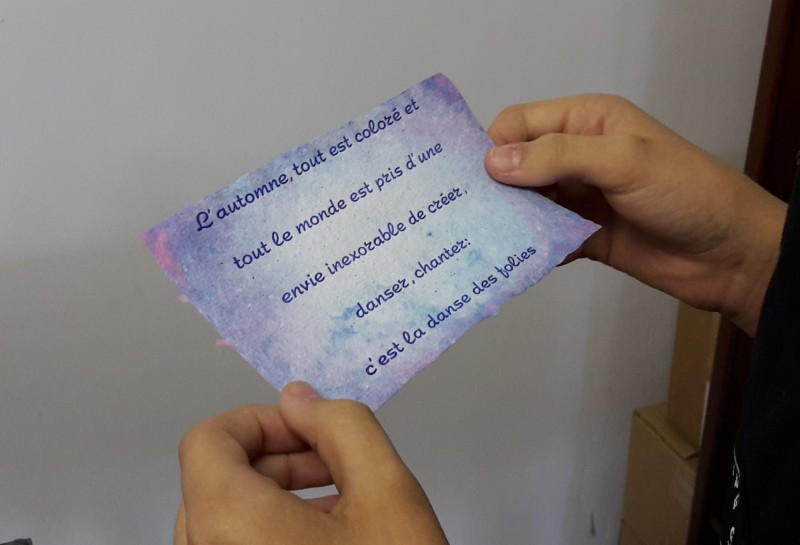 L'automne, tout est coloré et
tout le monde est pris d'une
envie inexorable de créer,
danser, chanter:
c'est la danse des folies